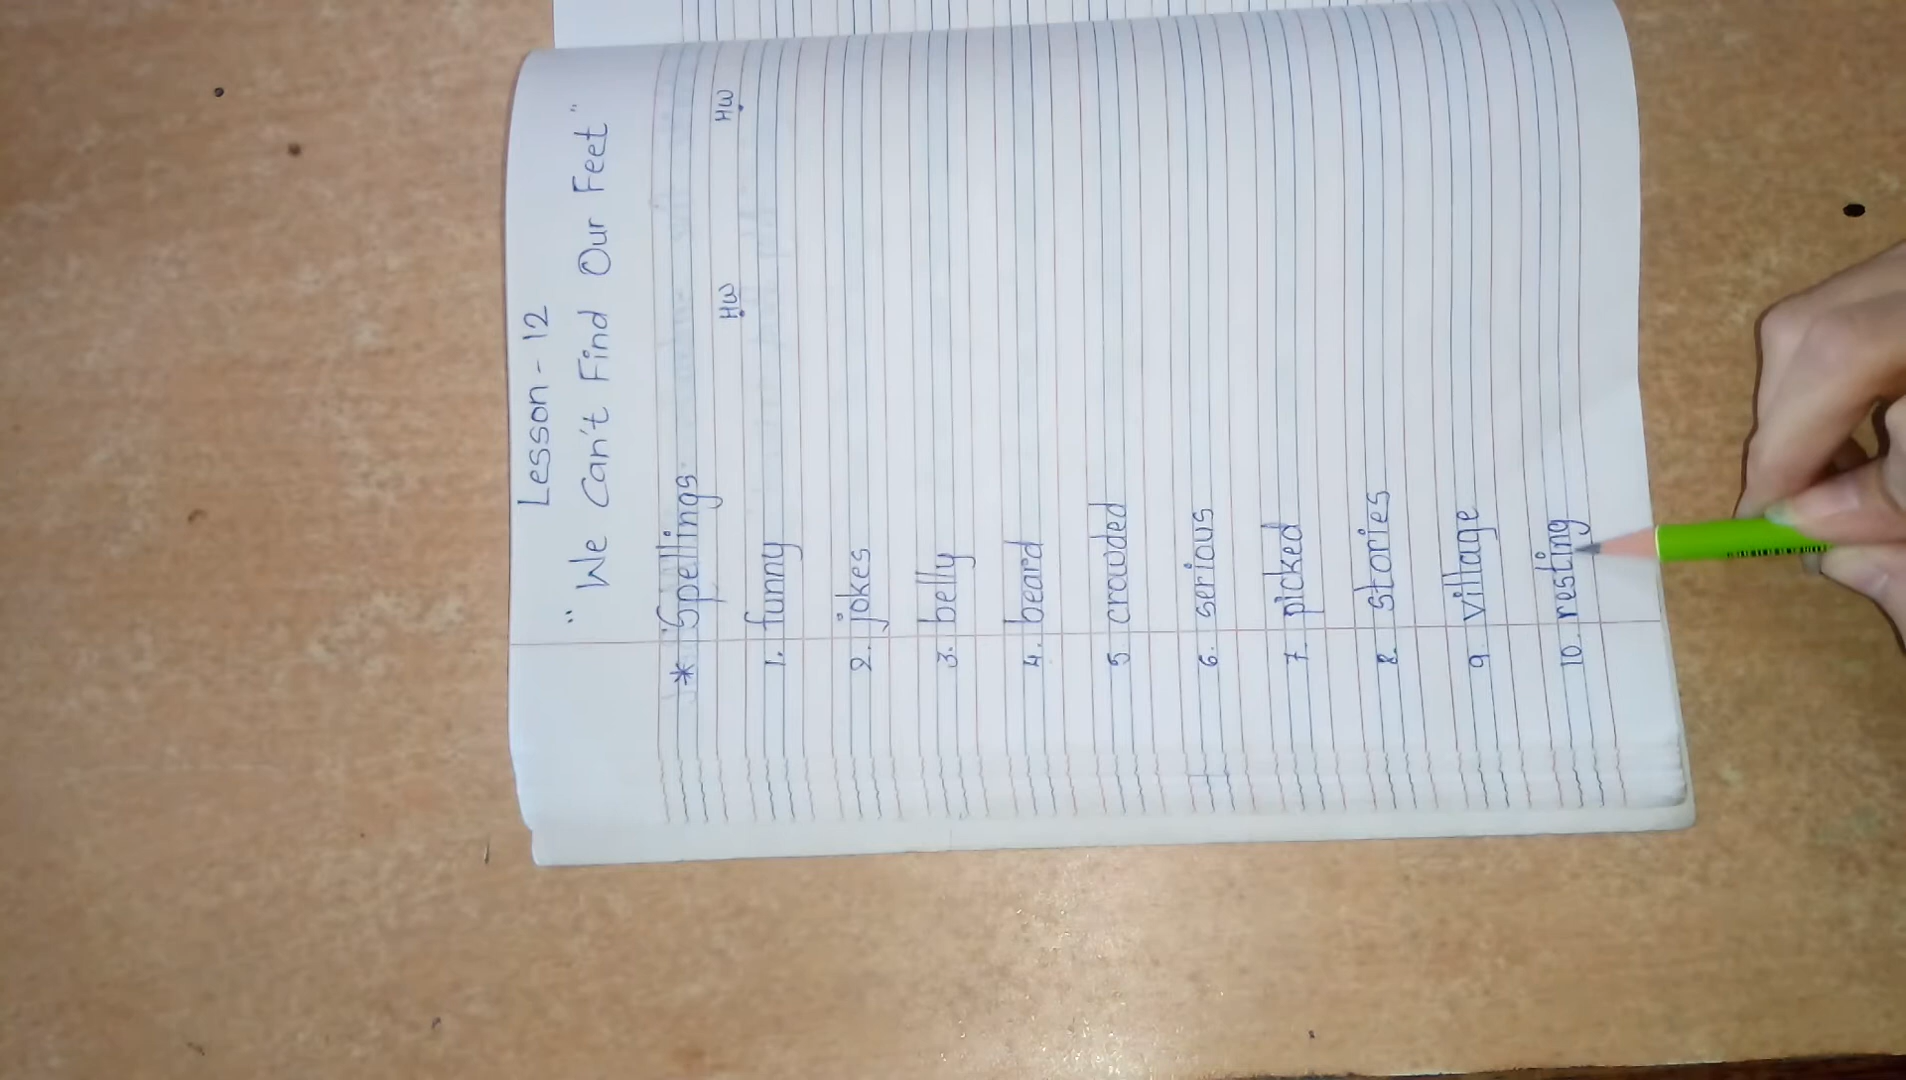 Lesson - 12
"We Can't Find Our Feet"
* Spellings
HW HW
1. funny
2. jokes
3. belly
4. beard
5. crowded
6. serious
7. picked
8. stories
9. village
10. resting